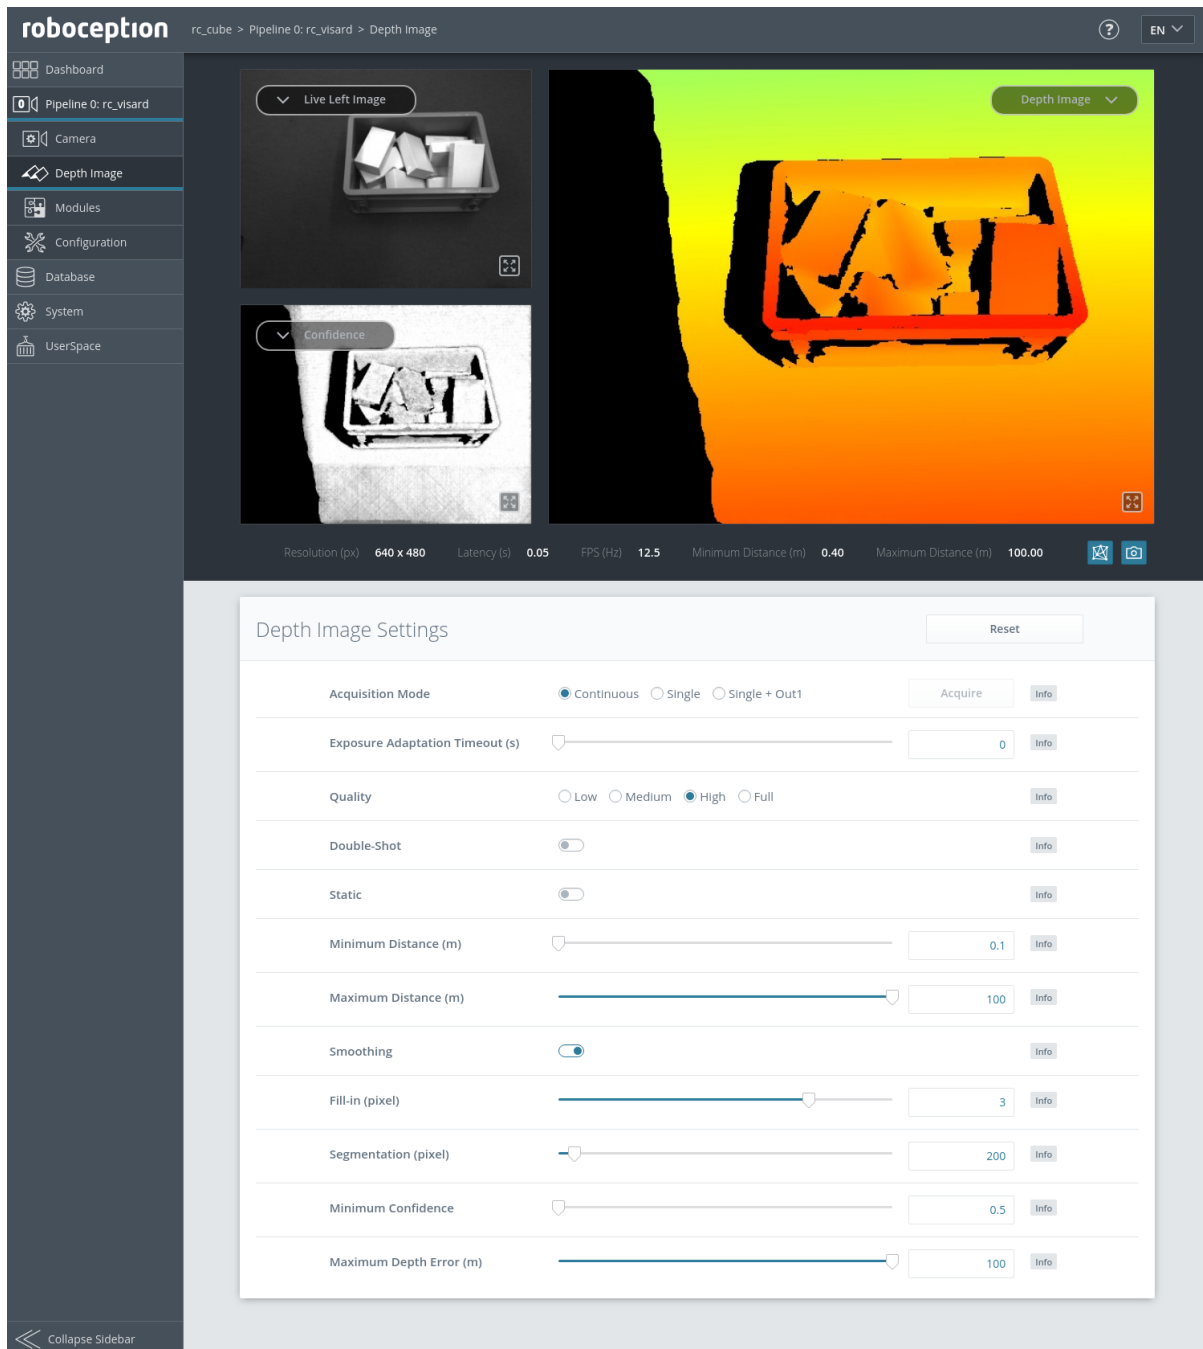 roboception
rc_cube > Pipeline 0: rc_visard > Depth Image
?
EN
Dashboard
0 Pipeline 0: rc_visard
Camera
Depth Image
Modules
Configuration
Database
System
UserSpace
Live Left Image
Depth Image
Confidence
Resolution (px) 640 x 480 Latency (s) 0.05 FPS (Hz) 12.5 Minimum Distance (m) 0.40 Maximum Distance (m) 100.00
Depth Image Settings
Reset
Acquisition Mode Continuous Single Single + Out1 Acquire Info
Exposure Adaptation Timeout (s) 0 Info
Quality Low Medium High Full Info
Double-Shot Info
Static Info
Minimum Distance (m) 0.1 Info
Maximum Distance (m) 100 Info
Smoothing Info
Fill-in (pixel) 3 Info
Segmentation (pixel) 200 Info
Minimum Confidence 0.5 Info
Maximum Depth Error (m) 100 Info
Collapse Sidebar